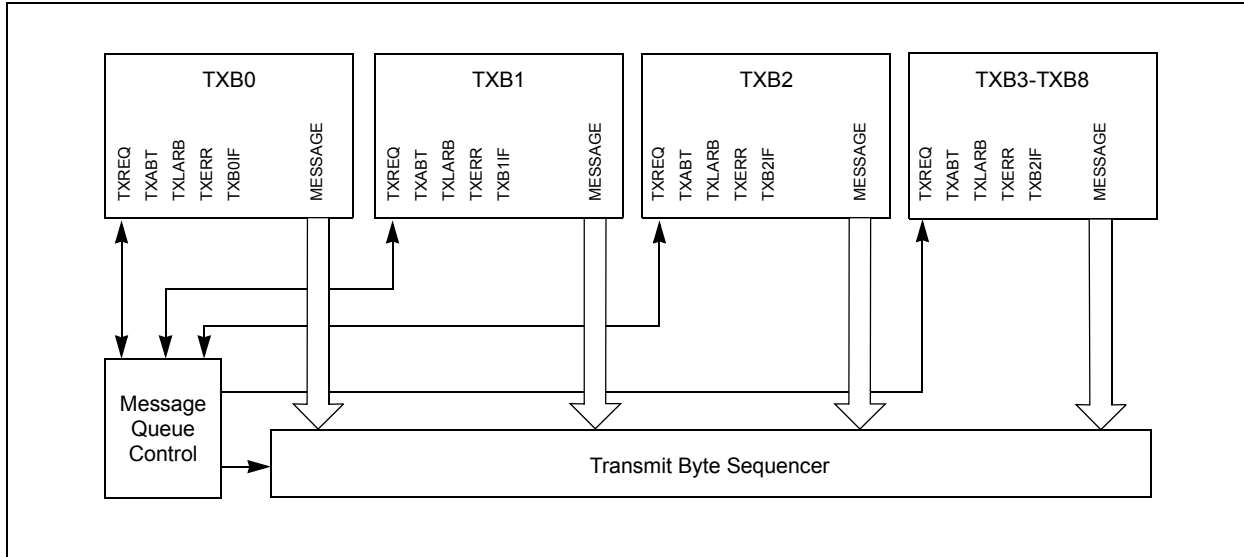 TXB0
TXREQ
TXABT
TXLARB
TXERR
TXB0IF
MESSAGE
TXB1
TXREQ
TXABT
TXLARB
TXERR
TXB1IF
MESSAGE
TXB2
TXREQ
TXABT
TXLARB
TXERR
TXB2IF
MESSAGE
TXB3-TXB8
TXREQ
TXABT
TXLARB
TXERR
TXB2IF
MESSAGE
Message
Queue
Control
Transmit Byte Sequencer